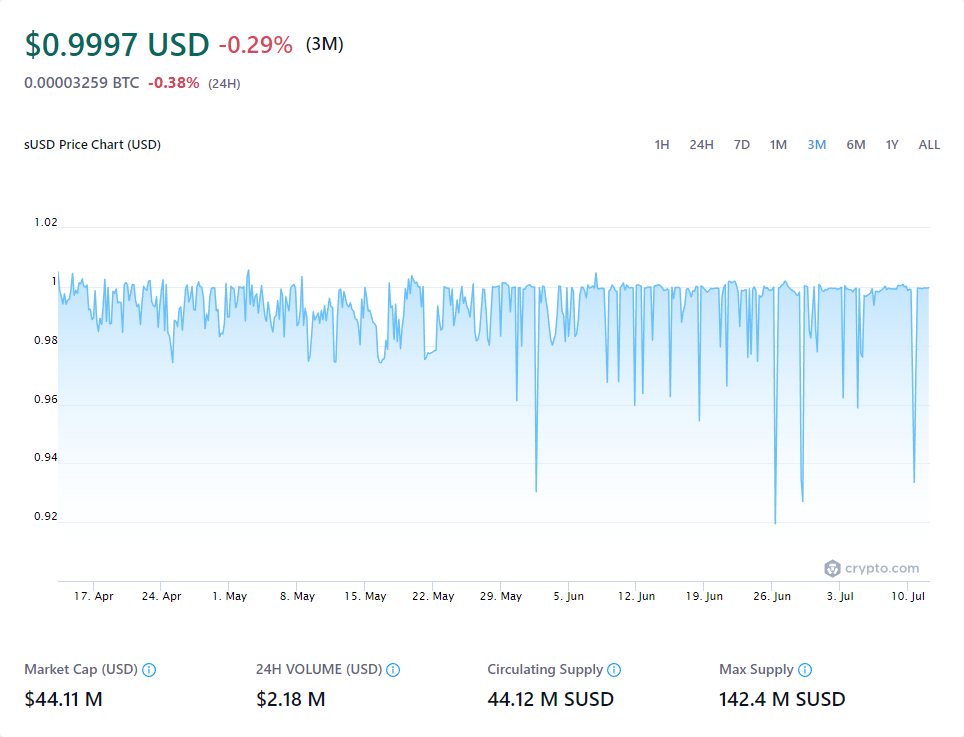 $0.9997 USD -0.29% (3M)
0.00003259 BTC -0.38% (24H)
sUSD Price Chart (USD) 1H 24H 7D 1M 3M 6M 1Y ALL
1.02
1
0.98
0.96
0.94
0.92
crypto.com
17. Apr 24. Apr 1. May 8. May 15. May 22. May 29. May 5. Jun 12. Jun 19. Jun 26. Jun 3. Jul 10. Jul
Market Cap (USD) 24H VOLUME (USD) Circulating Supply Max Supply
$44.11 M $2.18 M 44.12 M SUSD 142.4 M SUSD